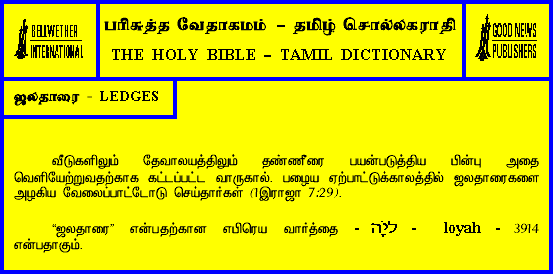 BELLWETHER
INTERNATIONAL
பரிசுத்த வேதாகமம் – தமிழ் சொல்லகராதி
THE HOLY BIBLE – TAMIL DICTIONARY
GOOD NEWS
PUBLISHERS
ஜலதாரை - LEDGES
வீடுகளிலும் தேவாலயத்திலும் தண்ணீரை பயன்படுத்திய பின்பு அதை
வெளியேற்றுவதற்காக கட்டப்பட்ட வாருகால். பழைய ஏற்பாட்டுக்காலத்தில் ஜலதாரைகளை
அழகிய வேலைப்பாட்டோடு செய்தார்கள் (1இராஜா 7:29).
“ஜலதாரை” என்பதற்கான எபிரெய வார்த்தை - לֹיָה - loyah - 3914
என்பதாகும்.